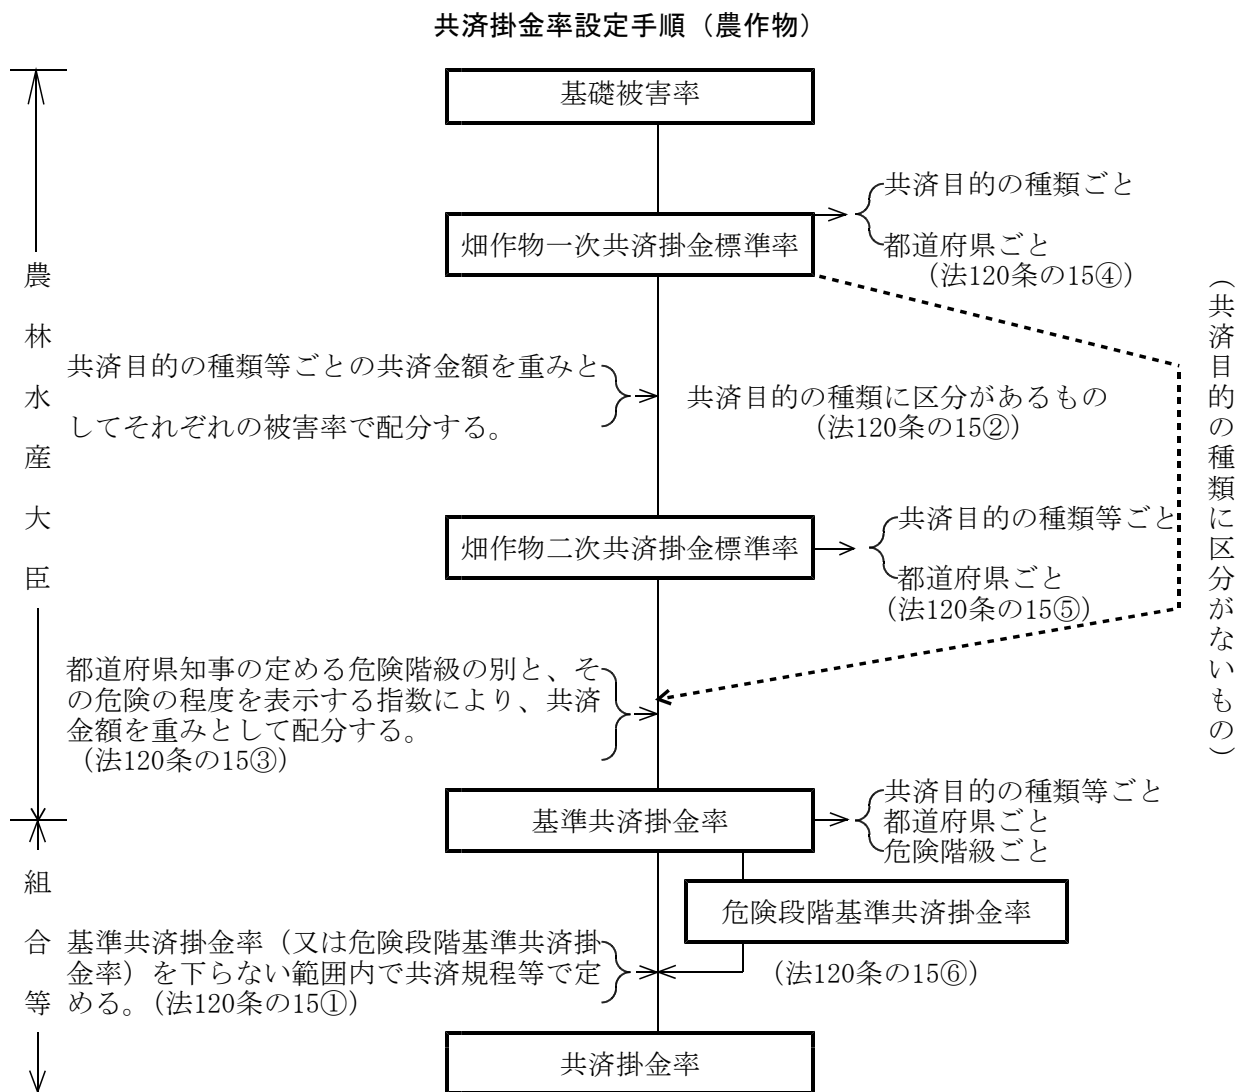 共済掛金率設定手順（農作物）
基礎被害率
共済目的の種類ごと
畑作物一次共済掛金標準率
都道府県ごと
（法120条の15④）
農林水産大臣
（共済目的の種類に区分がないもの）
共済目的の種類等ごとの共済金額を重みと
してそれぞれの被害率で配分する。
共済目的の種類に区分があるもの
（法120条の15②）
共済目的の種類等ごと
畑作物二次共済掛金標準率
都道府県ごと
（法120条の15⑤）
都道府県知事の定める危険階級の別と、そ
の危険の程度を表示する指数により、共済
金額を重みとして配分する。
（法120条の15③）
共済目的の種類等ごと
基準共済掛金率
都道府県ごと
危険階級ごと
組合等
危険段階基準共済掛金率
基準共済掛金率（又は危険段階基準共済掛
金率）を下らない範囲内で共済規程等で定
める。（法120条の15①）
（法120条の15⑥）
共済掛金率